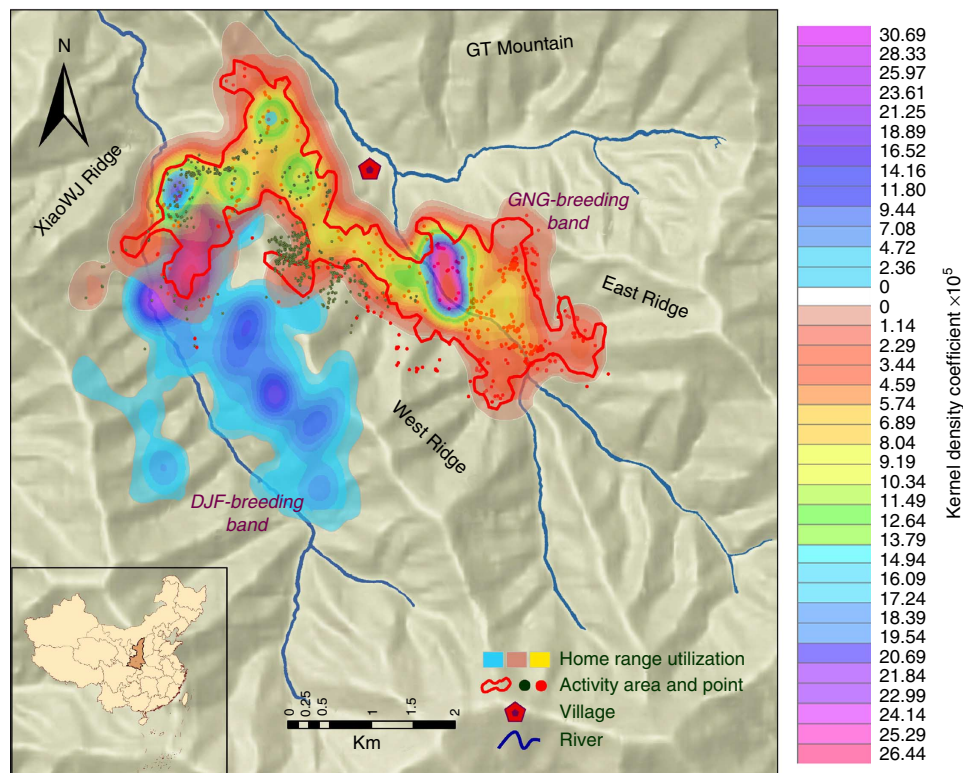 GT Mountain
N
XiaoWJ Ridge
GNG-breeding
band
East Ridge
West Ridge
DJF-breeding
band
Home range utilization
Activity area and point
Village
River
0
0.25
0.5
1
2
Km
30.69
28.33
25.97
23.61
21.25
18.89
16.52
14.16
11.80
9.44
7.08
4.72
2.36
0
0
1.14
2.29
3.44
4.59
5.74
6.89
8.04
9.19
10.34
11.49
12.64
13.79
14.94
16.09
17.24
18.39
19.54
20.69
21.84
22.99
24.14
25.29
26.44
Kernel density coefficient ×10⁵